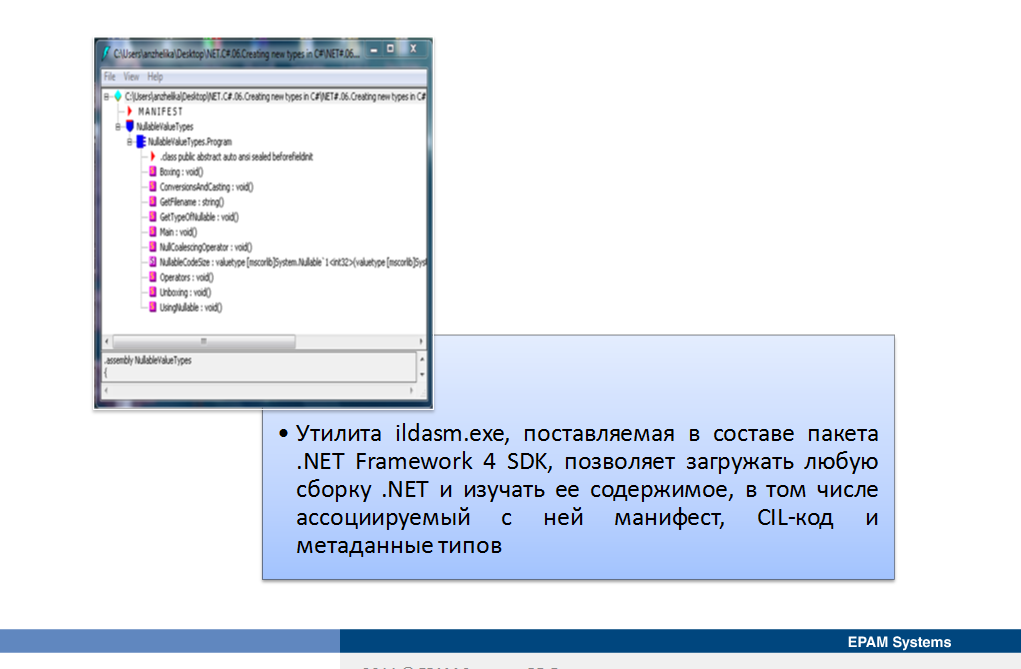 C:\Users\anzhelika\Desktop\NET.C#.06.Creating new types in C#\NET#.06...
File View Help
C:\Users\anzhelika\Desktop\NET.C#.06.Creating new types in C#\NET#.06.Creating new types in C#
MANIFEST
NullableValueTypes
NullableValueTypes.Program
.class public abstract auto ansi sealed beforefieldinit
Boxing : void()
ConversionsAndCasting : void()
GetFilename : string()
GetTypeOfNullable : void()
Main : void()
NullCoalescingOperator : void()
NullableCodeSize : valuetype [mscorlib]System.Nullable`1<int32>(valuetype [mscorlib]Syst
Operators : void()
Unboxing : void()
UsingNullable : void()
.assembly NullableValueTypes
{
• Утилита ildasm.exe, поставляемая в составе пакета
.NET Framework 4 SDK, позволяет загружать любую
сборку .NET и изучать ее содержимое, в том числе
ассоциируемый с ней манифест, CIL-код и
метаданные типов
EPAM Systems